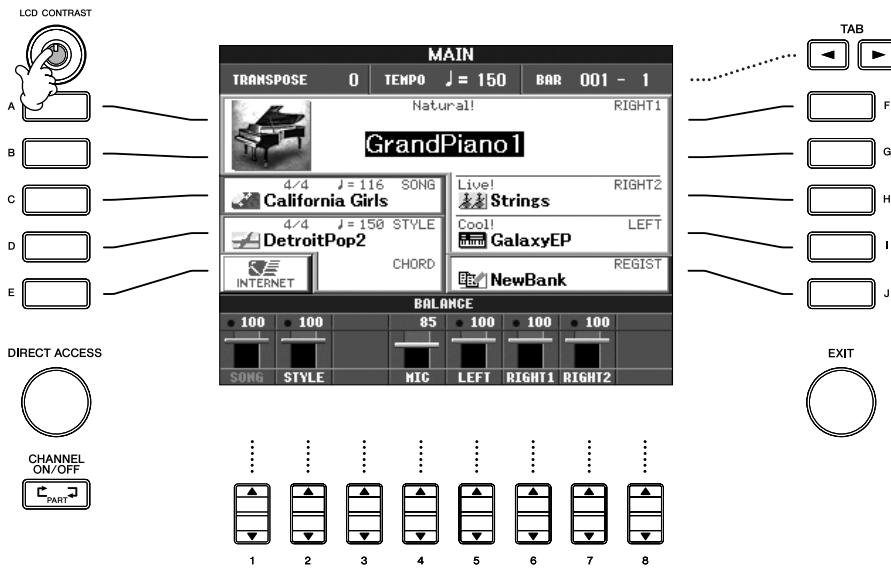 LCD CONTRAST
TAB
MAIN
TRANSPOSE 0 TEMPO ♩= 150 BAR 001 - 1
A
F
Natural! RIGHT1
GrandPiano1
B
G
C
H
4/4 ♩= 116 SONG
California Girls
Live! RIGHT2
Strings
D
I
4/4 ♩= 150 STYLE
DetroitPop2
Cool! LEFT
GalaxyEP
E
J
INTERNET
CHORD
REGIST
NewBank
BALANCE
100 100 85 100 100 100
SONG STYLE MIC LEFT RIGHT1 RIGHT2
DIRECT ACCESS
EXIT
CHANNEL
ON/OFF
PART
1 2 3 4 5 6 7 8